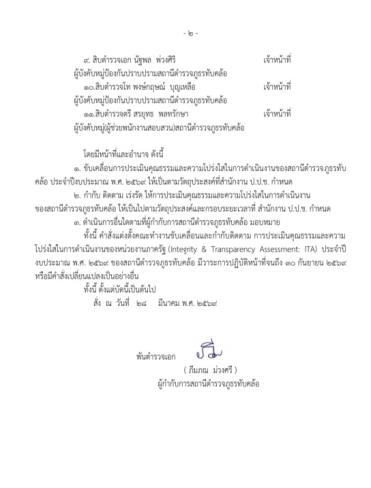 - ๒ -
๙. สิบตำรวจเอก นัฐพล พ่วงศิริ เจ้าหน้าที่
ผู้บังคับหมู่ป้องกันปราบปรามสถานีตำรวจภูธรทับคล้อ
๑๐.สิบตำรวจโท พงษ์กฤษณ์ บุญเหลือ เจ้าหน้าที่
ผู้บังคับหมู่ป้องกันปราบปรามสถานีตำรวจภูธรทับคล้อ
๑๑.สิบตำรวจตรี สรยุทธ พลทรักษา เจ้าหน้าที่
ผู้บังคับหมู่(ผู้ช่วยพนักงานสอบสวน)สถานีตำรวจภูธรทับคล้อ
โดยมีหน้าที่และอำนาจ ดังนี้
๑. ขับเคลื่อนการประเมินคุณธรรมและความโปร่งใสในการดำเนินงานของสถานีตำรวจภูธรทับ
คล้อ ประจำปีงบประมาณ พ.ศ. ๒๕๖๙ ให้เป็นตามวัตถุประสงค์ที่สำนักงาน ป.ป.ช. กำหนด
๒. กำกับ ติดตาม เร่งรัด ให้การประเมินคุณธรรมและความโปร่งใสในการดำเนินงาน
ของสถานีตำรวจภูธรทับคล้อ ให้เป็นไปตามวัตถุประสงค์และกรอบระยะเวลาที่ สำนักงาน ป.ป.ช. กำหนด
๓. ดำเนินการอื่นใดตามที่ผู้กำกับการสถานีตำรวจภูธรทับคล้อ มอบหมาย
ทั้งนี้ คำสั่งแต่งตั้งคณะทำงานขับเคลื่อนและกำกับติดตาม การประเมินคุณธรรมและความ
โปร่งใสในการดำเนินงานของหน่วยงานภาครัฐ (Integrity & Transparency Assessment: ITA) ประจำปี
งบประมาณ พ.ศ. ๒๕๖๙ ของสถานีตำรวจภูธรทับคล้อ มีวาระการปฏิบัติหน้าที่จนถึง ๓๐ กันยายน ๒๕๖๙
หรือมีคำสั่งเปลี่ยนแปลงเป็นอย่างอื่น
ทั้งนี้ ตั้งแต่บัดนี้เป็นต้นไป
สั่ง ณ วันที่ ๒๘ มีนาคม พ.ศ. ๒๕๖๙
พันตำรวจเอก
( ภีมภณ ม่วงศรี )
ผู้กำกับการสถานีตำรวจภูธรทับคล้อ